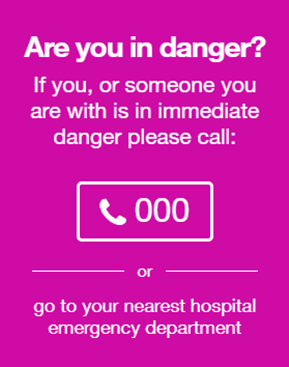 Are you in danger?
If you, or someone you
are with is in immediate
danger please call:
000
or
go to your nearest hospital
emergency department